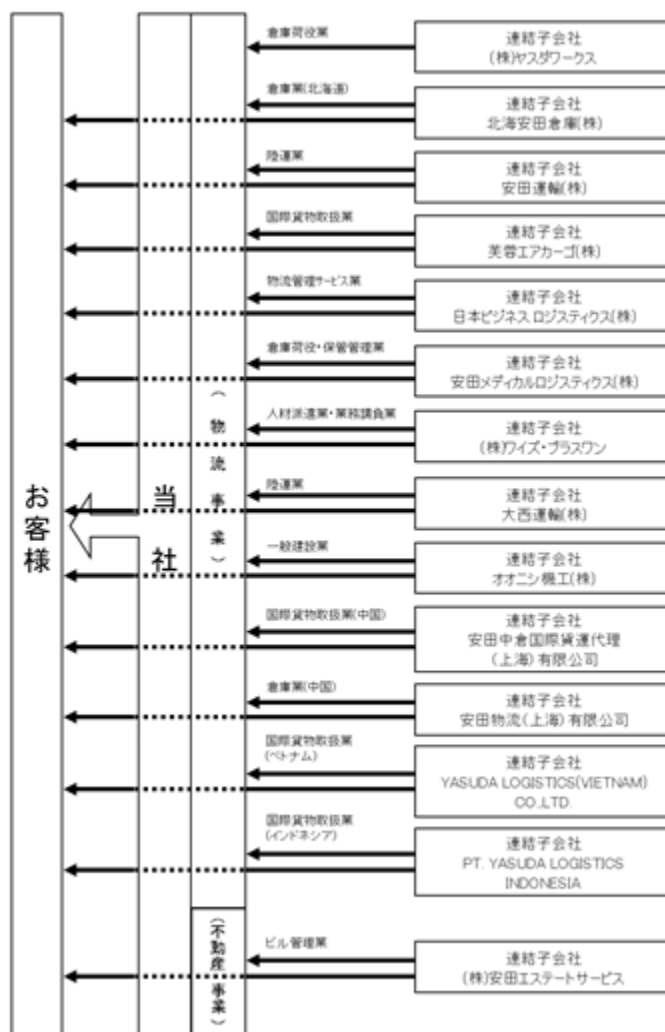 お客様
当社
(物流事業)
(不動産事業)
倉庫荷役業
連結子会社
(株)ヤスダワークス
倉庫業(北海道)
連結子会社
北海安田倉庫(株)
陸運業
連結子会社
安田運輸(株)
国際貨物取扱業
連結子会社
芙蓉エアカーゴ(株)
物流管理サービス業
連結子会社
日本ビジネス ロジスティクス(株)
倉庫荷役・保管管理業
連結子会社
安田メディカルロジスティクス(株)
人材派遣業・業務請負業
連結子会社
(株)ワイズ・プラスワン
陸運業
連結子会社
大西運輸(株)
一般建設業
連結子会社
オオニシ機工(株)
国際貨物取扱業(中国)
連結子会社
安田中倉国際貨運代理
(上海)有限公司
倉庫業(中国)
連結子会社
安田物流(上海)有限公司
国際貨物取扱業
(ベトナム)
連結子会社
YASUDA LOGISTICS(VIETNAM)
CO.,LTD.
国際貨物取扱業
(インドネシア)
連結子会社
PT. YASUDA LOGISTICS
INDONESIA
ビル管理業
連結子会社
(株)安田エステートサービス